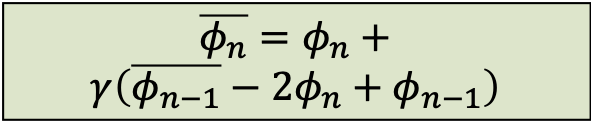 $\overline{\phi_n} = \phi_n +$
$\gamma(\overline{\phi_{n-1}} - 2\phi_n + \phi_{n-1})$